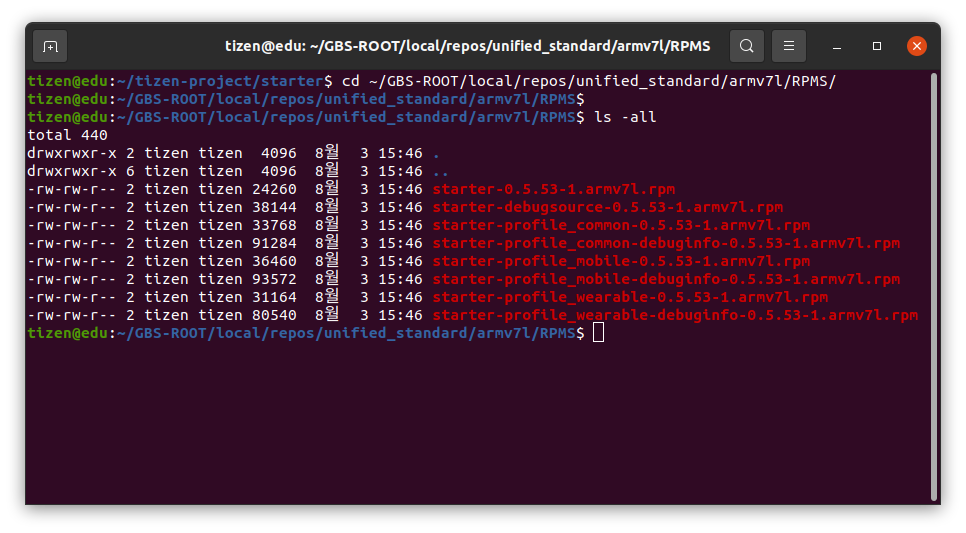 tizen@edu: ~/GBS-ROOT/local/repos/unified_standard/armv7l/RPMS
tizen@edu:~/tizen-project/starter$ cd ~/GBS-ROOT/local/repos/unified_standard/armv7l/RPMS/
tizen@edu:~/GBS-ROOT/local/repos/unified_standard/armv7l/RPMS$
tizen@edu:~/GBS-ROOT/local/repos/unified_standard/armv7l/RPMS$ ls -all
total 440
drwxrwxr-x 2 tizen tizen  4096  8월  3 15:46 .
drwxrwxr-x 6 tizen tizen  4096  8월  3 15:46 ..
-rw-rw-r-- 2 tizen tizen 24260  8월  3 15:46 starter-0.5.53-1.armv7l.rpm
-rw-rw-r-- 2 tizen tizen 38144  8월  3 15:46 starter-debugsource-0.5.53-1.armv7l.rpm
-rw-rw-r-- 2 tizen tizen 33768  8월  3 15:46 starter-profile_common-0.5.53-1.armv7l.rpm
-rw-rw-r-- 2 tizen tizen 91284  8월  3 15:46 starter-profile_common-debuginfo-0.5.53-1.armv7l.rpm
-rw-rw-r-- 2 tizen tizen 36460  8월  3 15:46 starter-profile_mobile-0.5.53-1.armv7l.rpm
-rw-rw-r-- 2 tizen tizen 93572  8월  3 15:46 starter-profile_mobile-debuginfo-0.5.53-1.armv7l.rpm
-rw-rw-r-- 2 tizen tizen 31164  8월  3 15:46 starter-profile_wearable-0.5.53-1.armv7l.rpm
-rw-rw-r-- 2 tizen tizen 80540  8월  3 15:46 starter-profile_wearable-debuginfo-0.5.53-1.armv7l.rpm
tizen@edu:~/GBS-ROOT/local/repos/unified_standard/armv7l/RPMS$